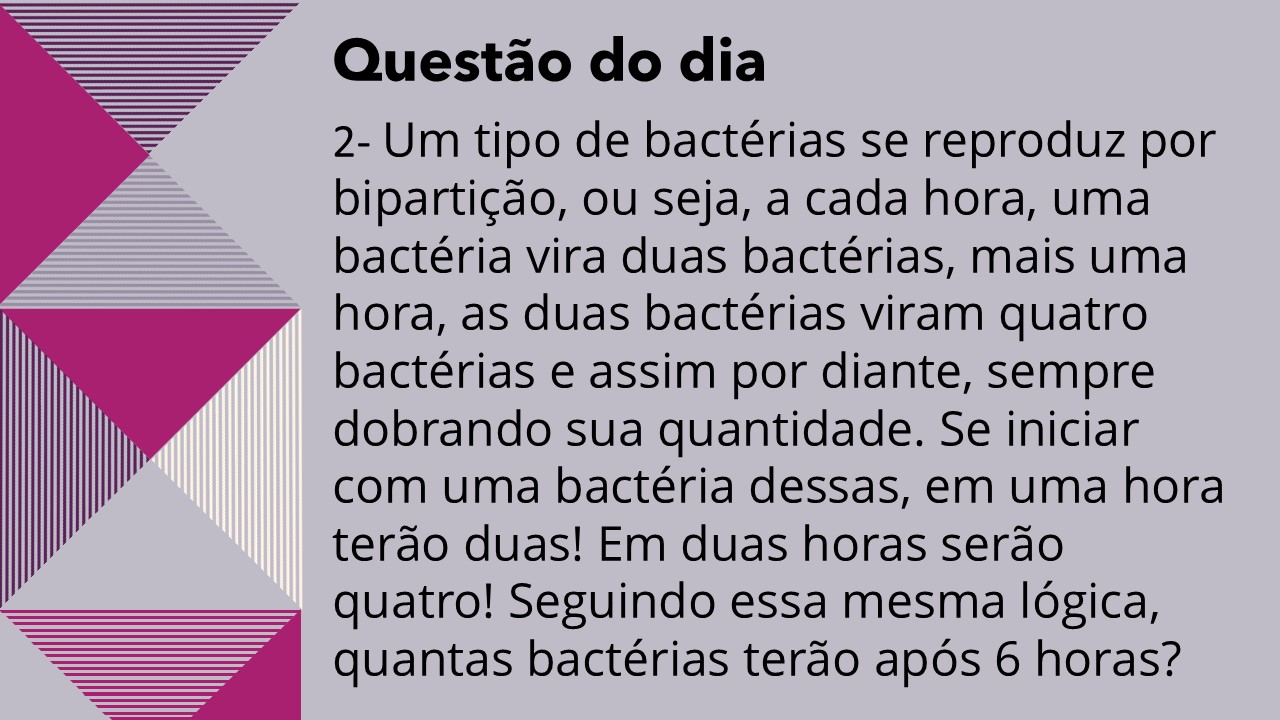 Questão do dia
2- Um tipo de bactérias se reproduz por
bipartição, ou seja, a cada hora, uma
bactéria vira duas bactérias, mais uma
hora, as duas bactérias viram quatro
bactérias e assim por diante, sempre
dobrando sua quantidade. Se iniciar
com uma bactéria dessas, em uma hora
terão duas! Em duas horas serão
quatro! Seguindo essa mesma lógica,
quantas bactérias terão após 6 horas?